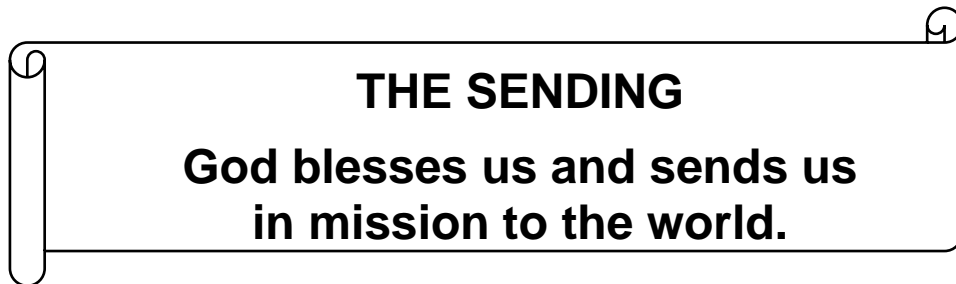 THE SENDING
God blesses us and sends us
in mission to the world.